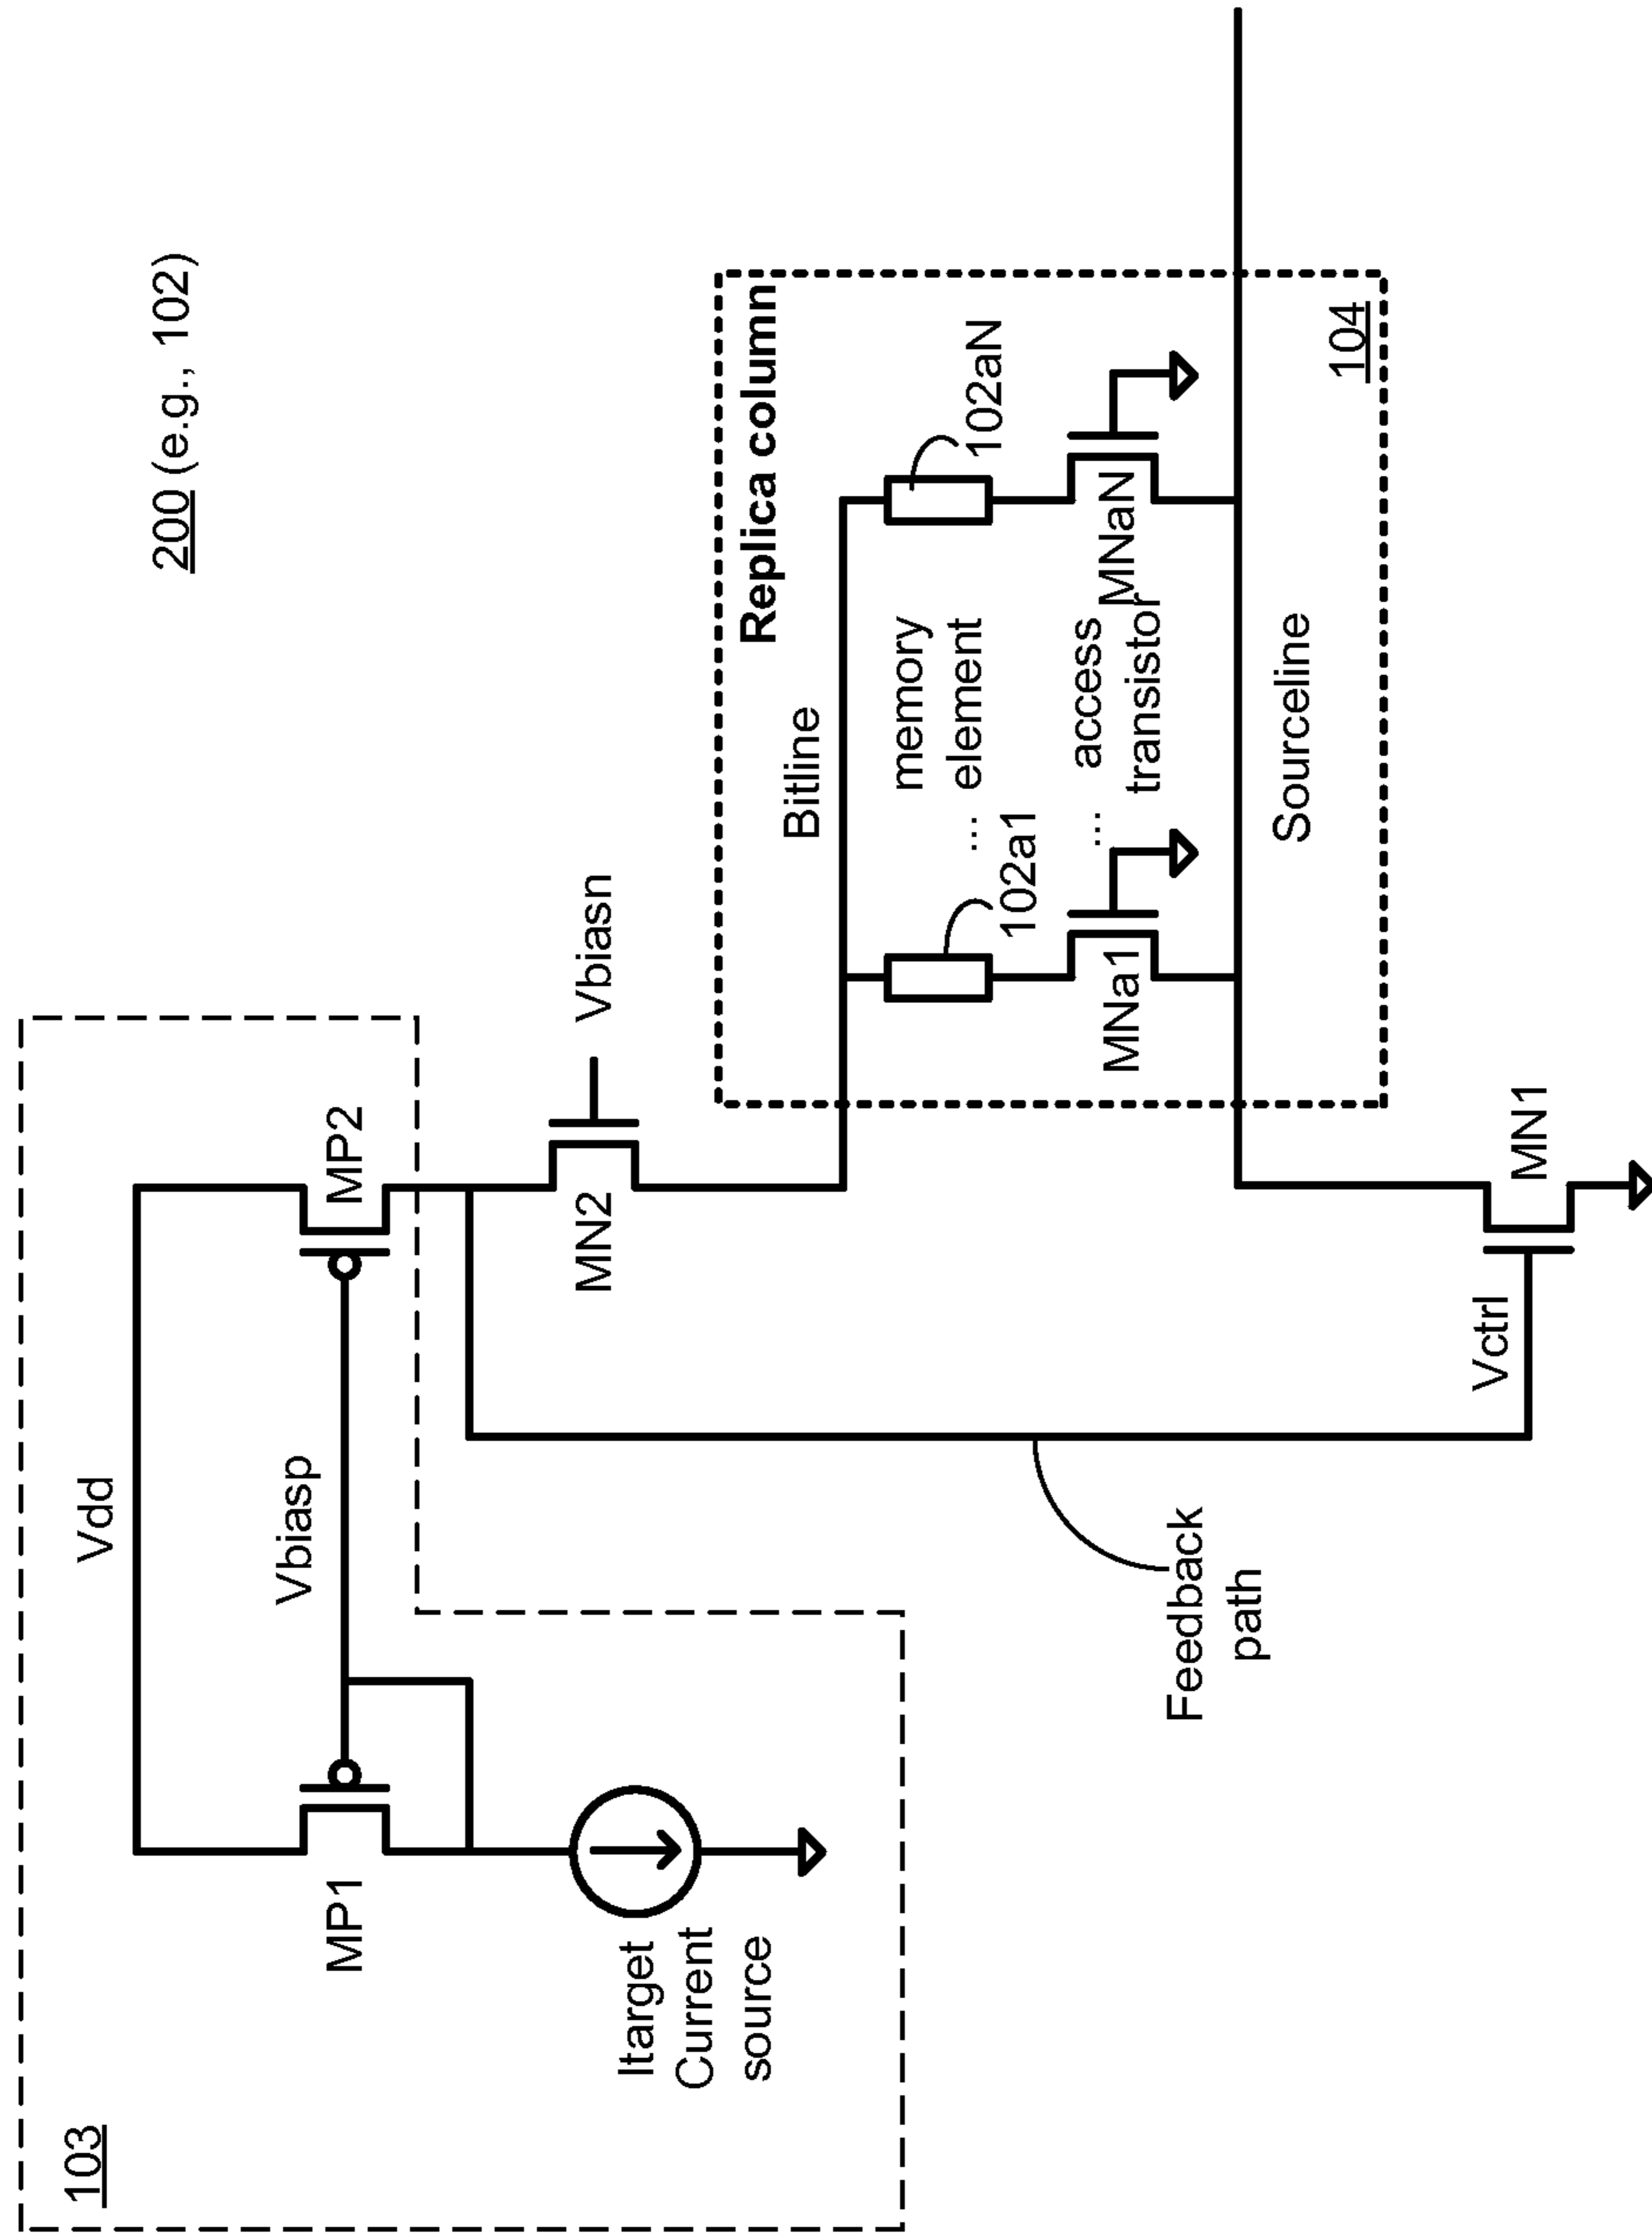 200 (e.g., 102)
103
Vdd
MP1
Vbiasp
MP2
Itarget
Current
source
MN2
Vbiasn
Replica column
Bitline
102a1
...
memory
element
102aN
MNa1
...
access
transistor
MNaN
Sourceline
104
Feedback
path
Vctrl
MN1